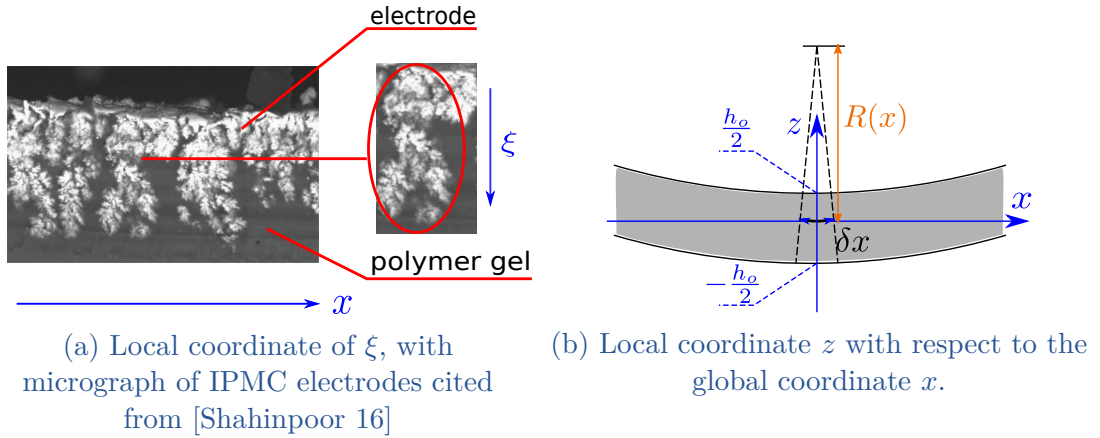 electrode
ξ
polymer gel
x
(a) Local coordinate of ξ, with
micrograph of IPMC electrodes cited
from [Shahinpoor 16]
h_o/2
z
R(x)
x
δx
-h_o/2
(b) Local coordinate z with respect to the
global coordinate x.